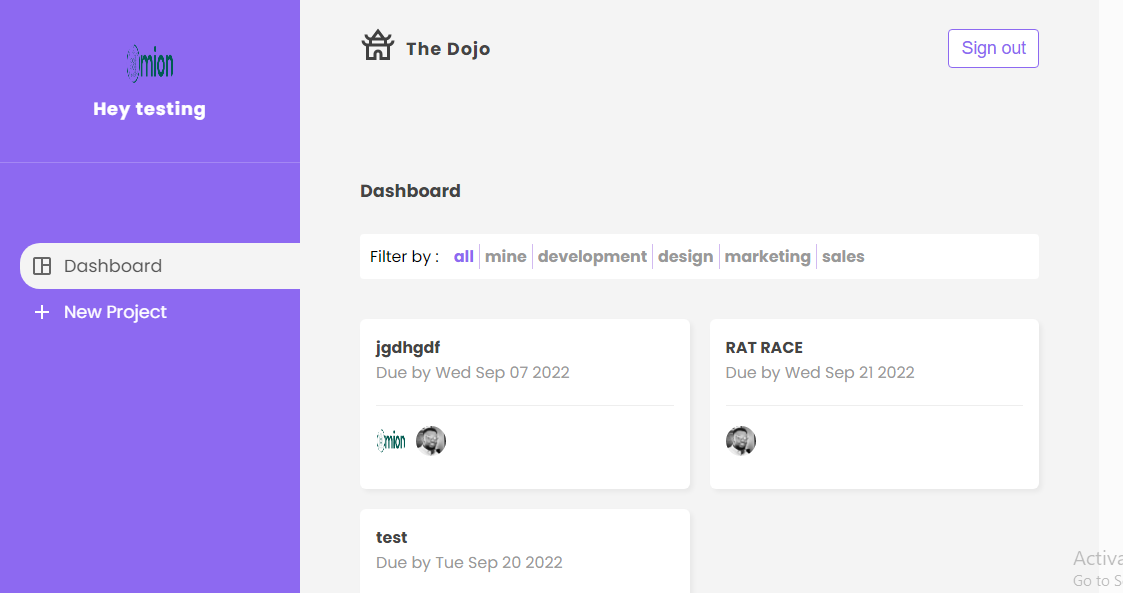 mion
Hey testing
Dashboard
New Project
The Dojo
Sign out
Dashboard
Filter by : all mine development design marketing sales
jgdhgdf
Due by Wed Sep 07 2022
mion
RAT RACE
Due by Wed Sep 21 2022
test
Due by Tue Sep 20 2022
Activa
Go to S